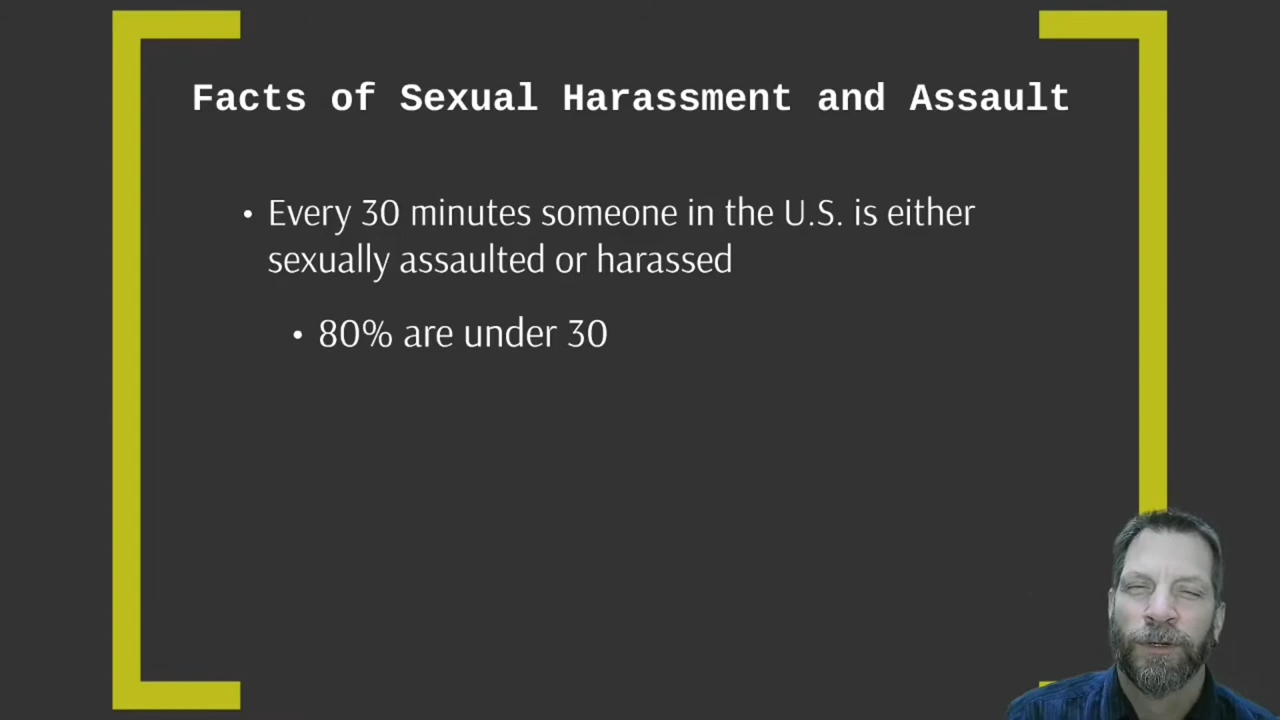 Facts of Sexual Harassment and Assault
• Every 30 minutes someone in the U.S. is either
sexually assaulted or harassed
• 80% are under 30